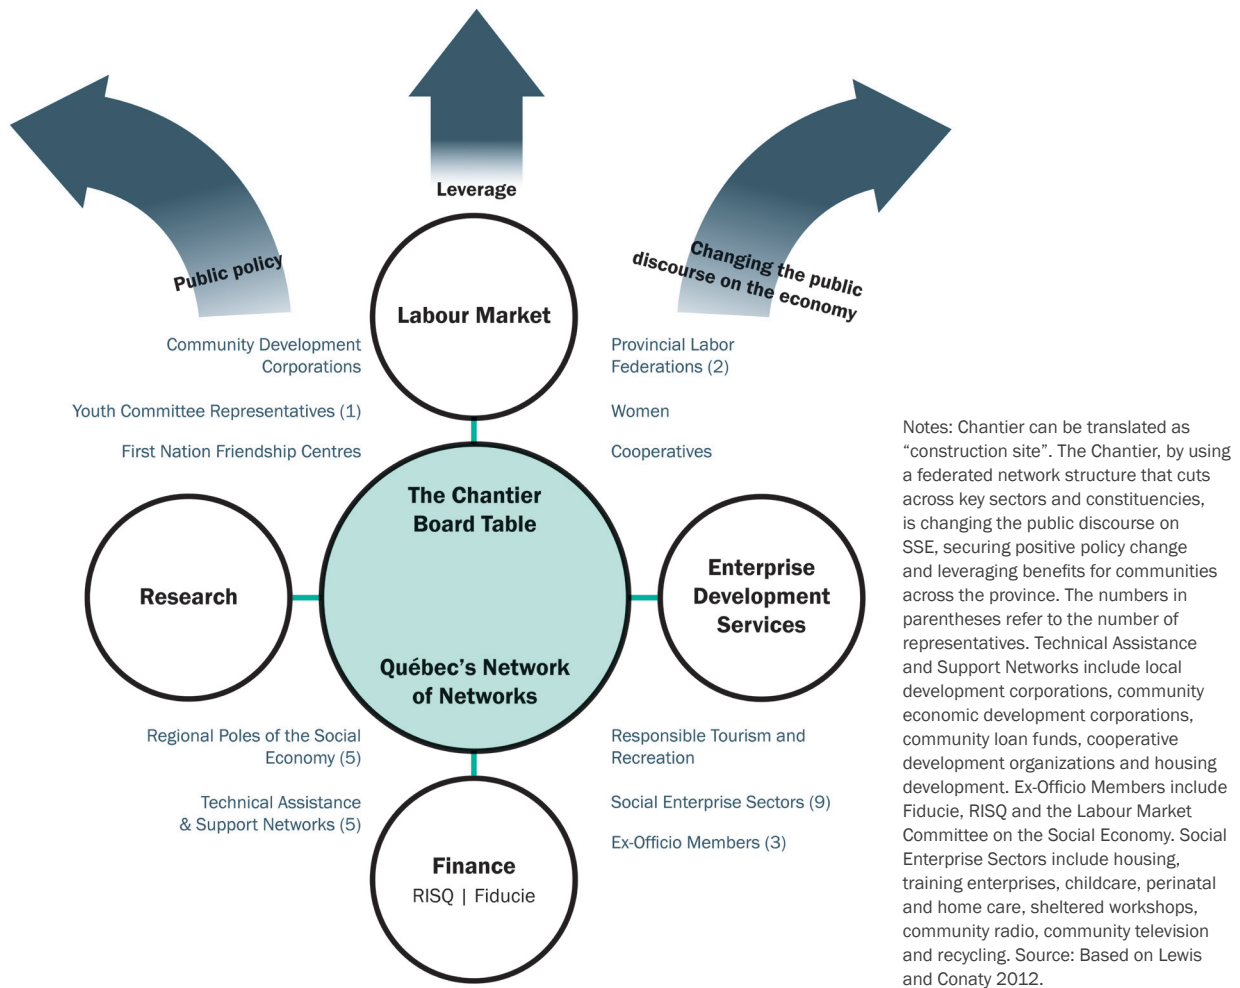 Leverage
Public policy
Changing the public
discourse on the economy
Labour Market
Community Development
Corporations
Youth Committee Representatives (1)
First Nation Friendship Centres
Provincial Labor
Federations (2)
Women
Cooperatives
The Chantier
Board Table
Research
Enterprise
Development
Services
Québec's Network
of Networks
Regional Poles of the Social
Economy (5)
Technical Assistance
& Support Networks (5)
Responsible Tourism and
Recreation
Social Enterprise Sectors (9)
Ex-Officio Members (3)
Finance
RISQ | Fiducie
Notes: Chantier can be translated as
“construction site”. The Chantier, by using
a federated network structure that cuts
across key sectors and constituencies,
is changing the public discourse on
SSE, securing positive policy change
and leveraging benefits for communities
across the province. The numbers in
parentheses refer to the number of
representatives. Technical Assistance
and Support Networks include local
development corporations, community
economic development corporations,
community loan funds, cooperative
development organizations and housing
development. Ex-Officio Members include
Fiducie, RISQ and the Labour Market
Committee on the Social Economy. Social
Enterprise Sectors include housing,
training enterprises, childcare, perinatal
and home care, sheltered workshops,
community radio, community television
and recycling. Source: Based on Lewis
and Conaty 2012.